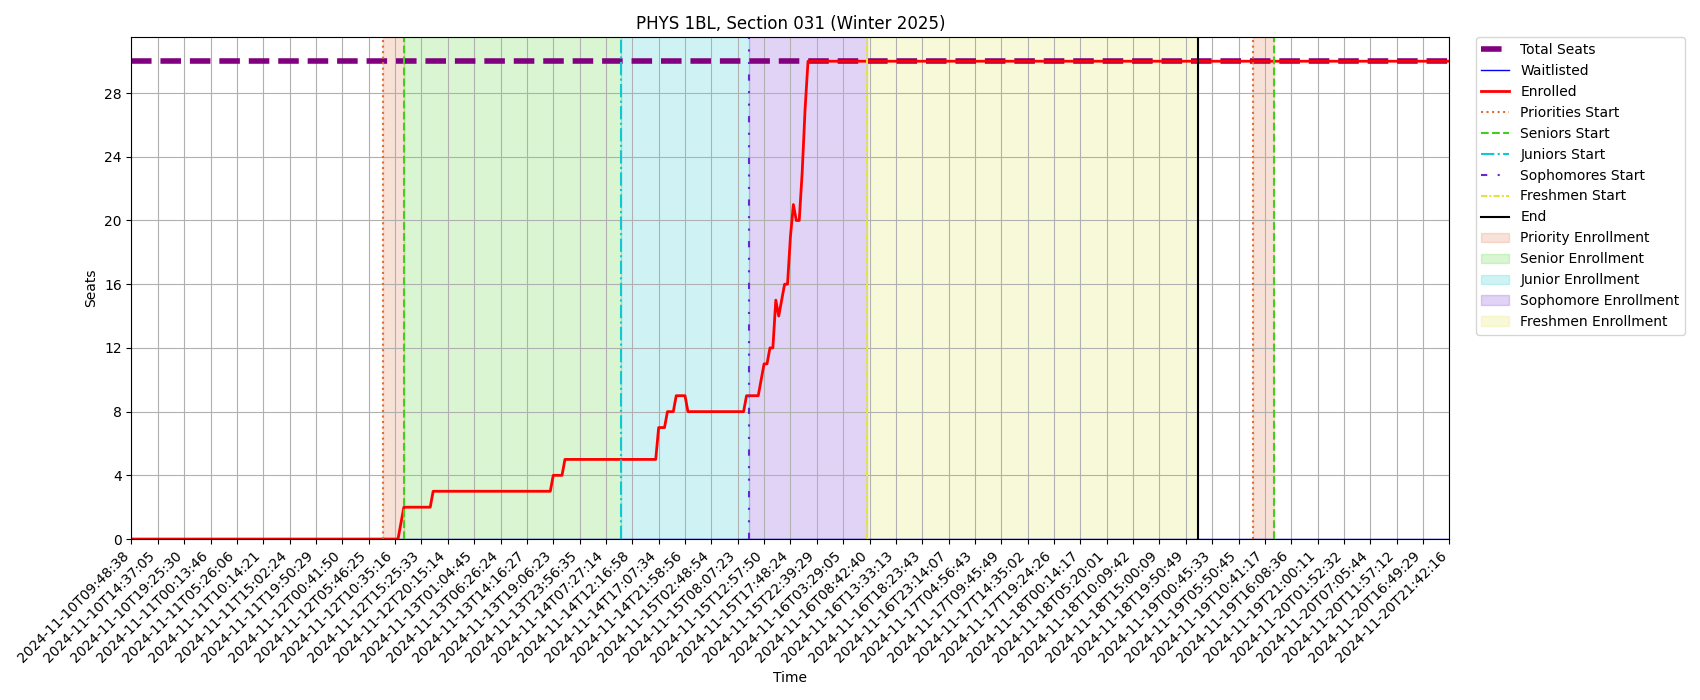 PHYS 1BL, Section 031 (Winter 2025)
Total Seats
Waitlisted
Enrolled
Priorities Start
Seniors Start
Juniors Start
Sophomores Start
Freshmen Start
End
Priority Enrollment
Senior Enrollment
Junior Enrollment
Sophomore Enrollment
Freshmen Enrollment
Seats
28
24
20
16
12
8
4
0
2024-11-10T09:48:38
2024-11-10T14:37:05
2024-11-10T19:25:30
2024-11-11T00:13:46
2024-11-11T05:26:06
2024-11-11T10:14:21
2024-11-11T15:02:24
2024-11-11T19:50:29
2024-11-12T00:41:50
2024-11-12T05:46:25
2024-11-12T10:35:16
2024-11-12T15:25:33
2024-11-12T20:15:14
2024-11-13T01:04:45
2024-11-13T06:26:24
2024-11-13T14:16:27
2024-11-13T19:06:23
2024-11-13T23:56:35
2024-11-14T07:27:14
2024-11-14T12:16:58
2024-11-14T17:07:34
2024-11-14T21:58:56
2024-11-15T02:48:54
2024-11-15T08:07:23
2024-11-15T12:57:50
2024-11-15T17:48:24
2024-11-15T22:39:29
2024-11-16T03:29:05
2024-11-16T08:42:40
2024-11-16T13:33:13
2024-11-16T18:23:43
2024-11-16T23:14:07
2024-11-17T04:56:43
2024-11-17T09:45:49
2024-11-17T14:35:02
2024-11-17T19:24:26
2024-11-18T00:14:17
2024-11-18T05:20:01
2024-11-18T10:09:42
2024-11-18T15:00:09
2024-11-18T19:50:49
2024-11-19T00:45:33
2024-11-19T05:50:45
2024-11-19T10:41:17
2024-11-19T16:08:36
2024-11-19T21:00:11
2024-11-20T01:52:32
2024-11-20T07:05:44
2024-11-20T11:57:12
2024-11-20T16:49:29
2024-11-20T21:42:16
Time